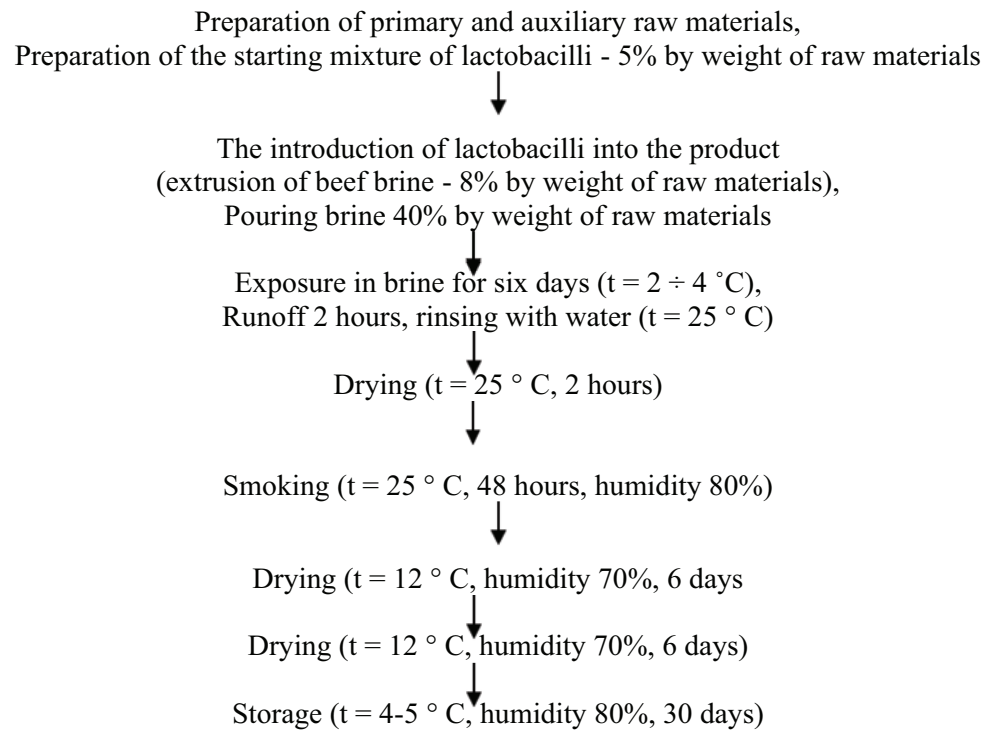 Preparation of primary and auxiliary raw materials,
Preparation of the starting mixture of lactobacilli - 5% by weight of raw materials
The introduction of lactobacilli into the product
(extrusion of beef brine - 8% by weight of raw materials),
Pouring brine 40% by weight of raw materials
Exposure in brine for six days (t = 2 ÷ 4 ˚C),
Runoff 2 hours, rinsing with water (t = 25 ° C)
Drying (t = 25 ° C, 2 hours)
Smoking (t = 25 ° C, 48 hours, humidity 80%)
Drying (t = 12 ° C, humidity 70%, 6 days
Drying (t = 12 ° C, humidity 70%, 6 days)
Storage (t = 4-5 ° C, humidity 80%, 30 days)